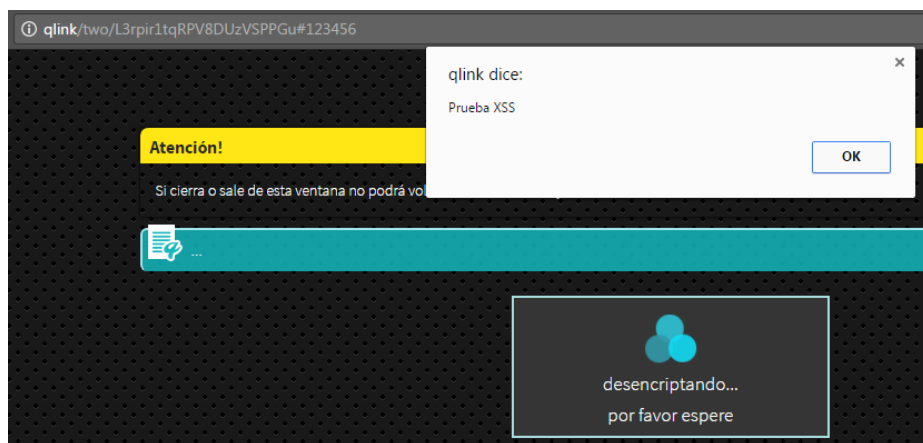 qlink/two/L3rpir1tqRPV8DUzVSPPGu#123456
qlink dice:
Prueba XSS
OK
Atención!
Si cierra o sale de esta ventana no podrá vol
...
desencriptando...
por favor espere